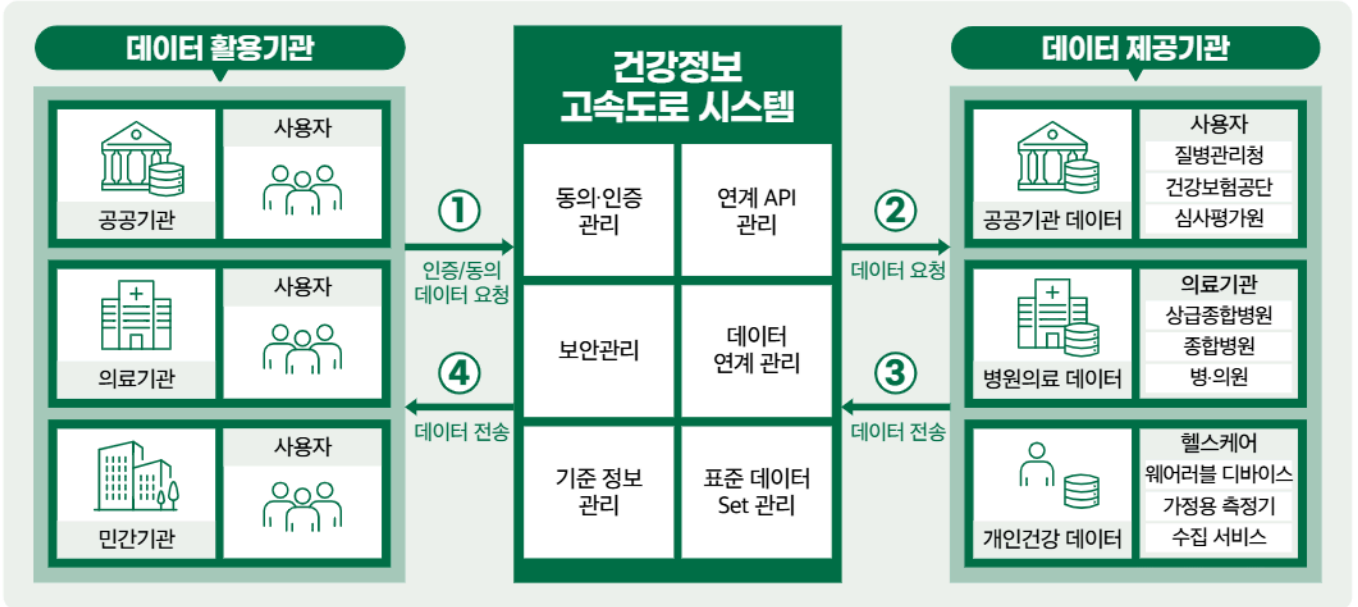 데이터 활용기관
공공기관
사용자
의료기관
사용자
민간기관
사용자
①
인증/동의
데이터 요청
④
데이터 전송
건강정보
고속도로 시스템
동의·인증
관리
연계 API
관리
보안관리
데이터
연계 관리
기준 정보
관리
표준 데이터
Set 관리
②
데이터 요청
③
데이터 전송
데이터 제공기관
공공기관 데이터
사용자
질병관리청
건강보험공단
심사평가원
병원의료 데이터
의료기관
상급종합병원
종합병원
병·의원
개인건강 데이터
헬스케어
웨어러블 디바이스
가정용 측정기
수집 서비스